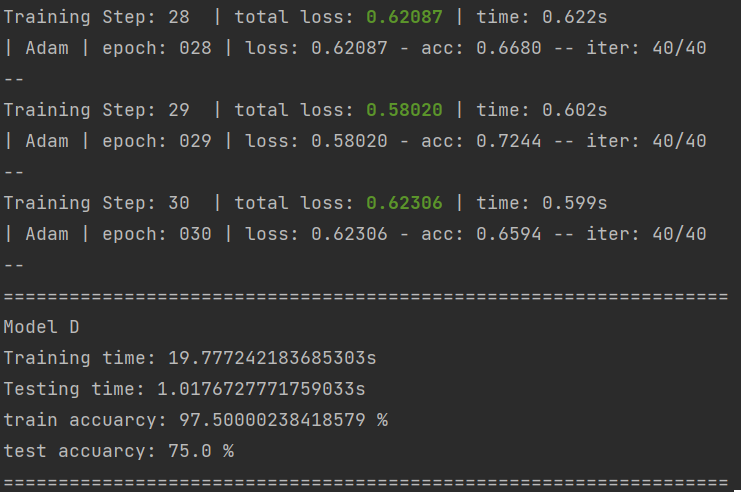 Training Step: 28  | total loss: 0.62087 | time: 0.622s
| Adam | epoch: 028 | loss: 0.62087 - acc: 0.6680 -- iter: 40/40
--
Training Step: 29  | total loss: 0.58020 | time: 0.602s
| Adam | epoch: 029 | loss: 0.58020 - acc: 0.7244 -- iter: 40/40
--
Training Step: 30  | total loss: 0.62306 | time: 0.599s
| Adam | epoch: 030 | loss: 0.62306 - acc: 0.6594 -- iter: 40/40
--
==================================================================
Model D
Training time: 19.777242183685303s
Testing time: 1.0176727771759033s
train accuarcy: 97.50000238418579 %
test accuarcy: 75.0 %
==================================================================